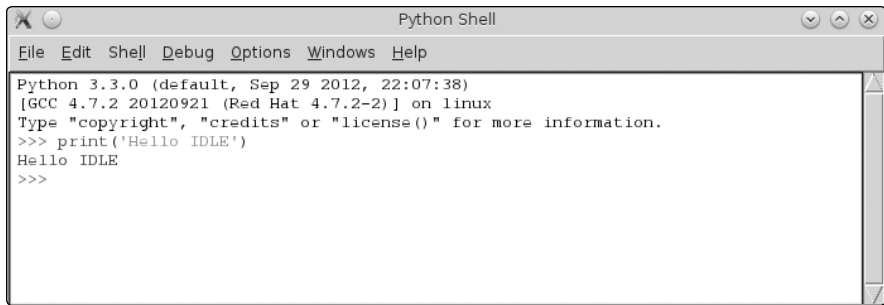 Python Shell
File Edit Shell Debug Options Windows Help
Python 3.3.0 (default, Sep 29 2012, 22:07:38)
[GCC 4.7.2 20120921 (Red Hat 4.7.2-2)] on linux
Type "copyright", "credits" or "license()" for more information.
>>> print('Hello IDLE')
Hello IDLE
>>>